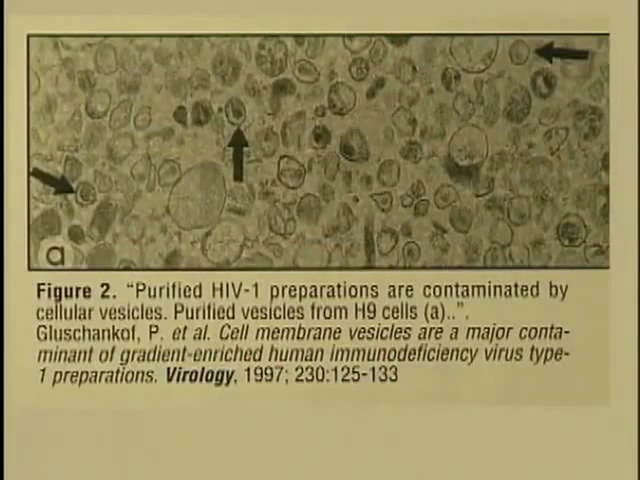 a
Figure 2. “Purified HIV-1 preparations are contaminated by
cellular vesicles. Purified vesicles from H9 cells (a)..”.
Gluschankof, P. et al. Cell membrane vesicles are a major conta-
minant of gradient-enriched human immunodeficiency virus type-
1 preparations. Virology, 1997; 230:125-133